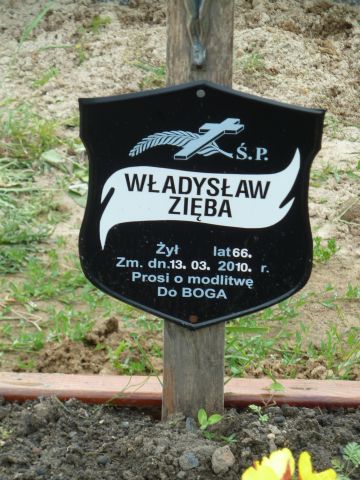 Ś.P.
WŁADYSŁAW
ZIĘBA
Żył lat 66.
Zm. dn. 13. 03. 2010. r.
Prosi o modlitwę
Do BOGA